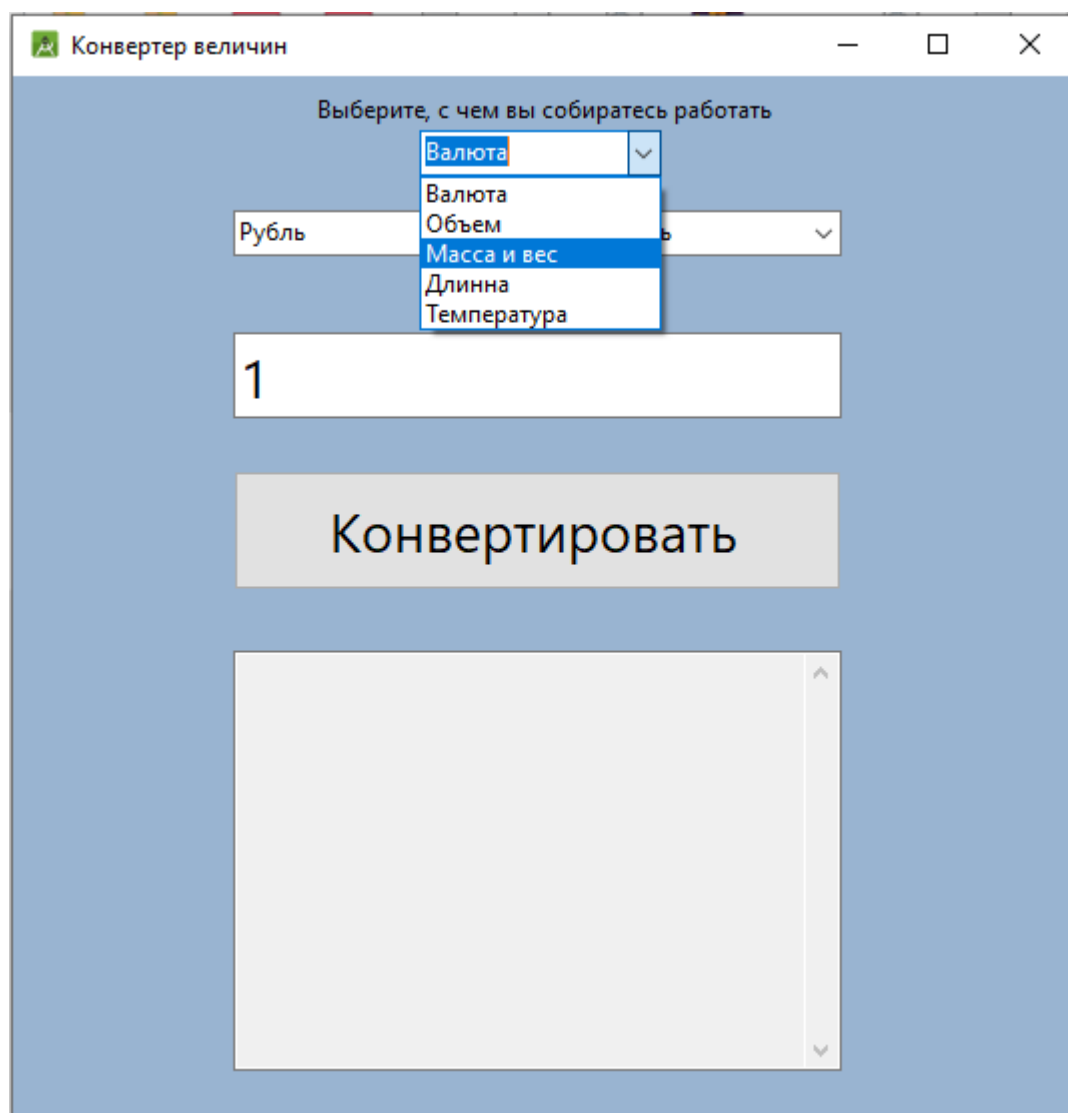 Конвертер величин
Выберите, с чем вы собиратесь работать
Валюта
Валюта
Объем
Масса и вес
Длинна
Температура
Рубль
1
Конвертировать